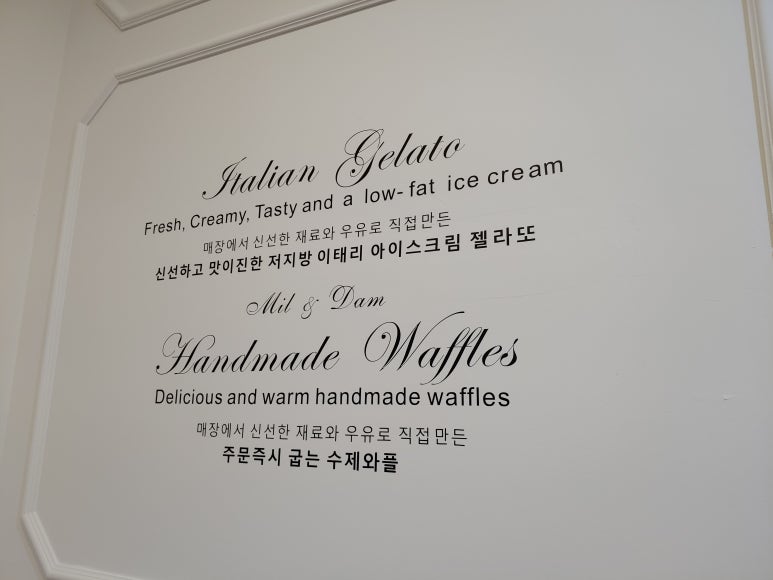 Italian Gelato
Fresh, Creamy, Tasty and a low-fat ice cream
매장에서 신선한 재료와 우유로 직접 만든
신선하고 맛이진한 저지방 이태리 아이스크림 젤라또
Mil & Dam
Handmade Waffles
Delicious and warm handmade waffles
매장에서 신선한 재료와 우유로 직접 만든
주문즉시 굽는 수제와플